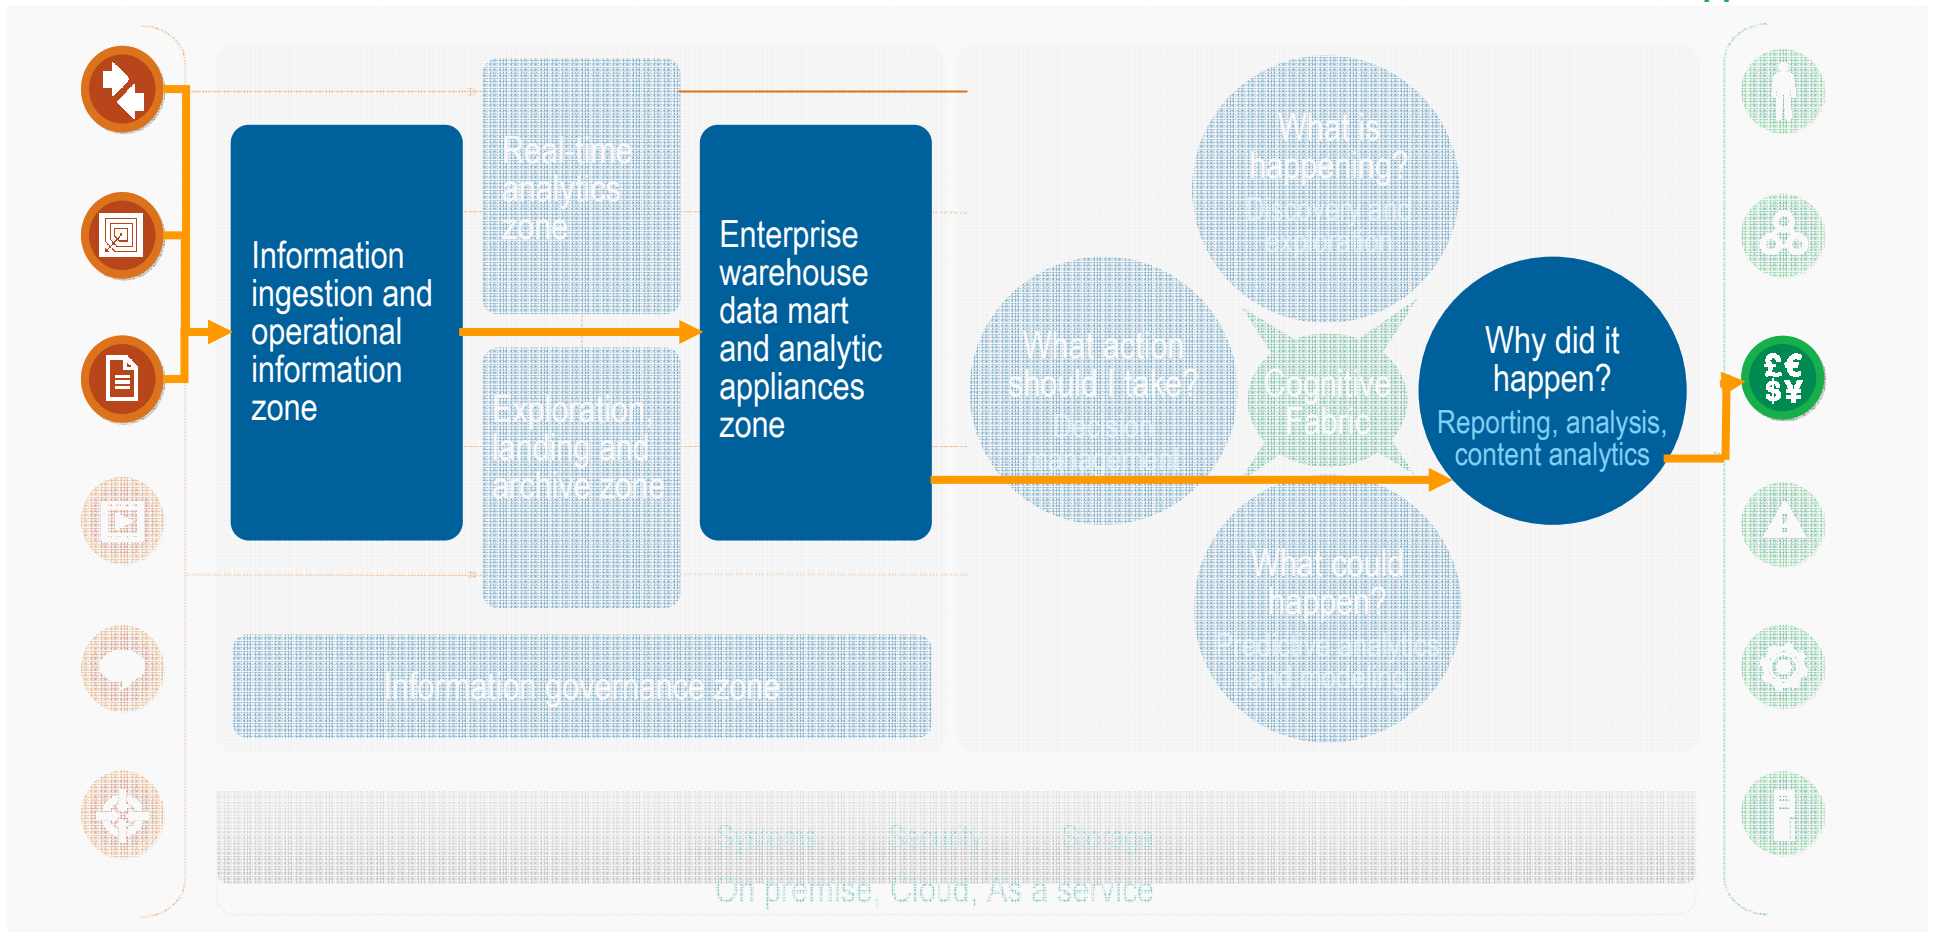 Information
ingestion and
operational
information
zone
Real-time
analytics
zone
Exploration,
landing and
archive zone
Enterprise
warehouse
data mart
and analytic
appliances
zone
Information governance zone
What is
happening?
Discovery and
exploration
What action
should I take?
Decision
management
Cognitive
Fabric
Why did it
happen?
Reporting, analysis,
content analytics
What could
happen?
Predictive analytics
and modeling
£€
$¥
Systems Security Storage
On premise, Cloud, As a service